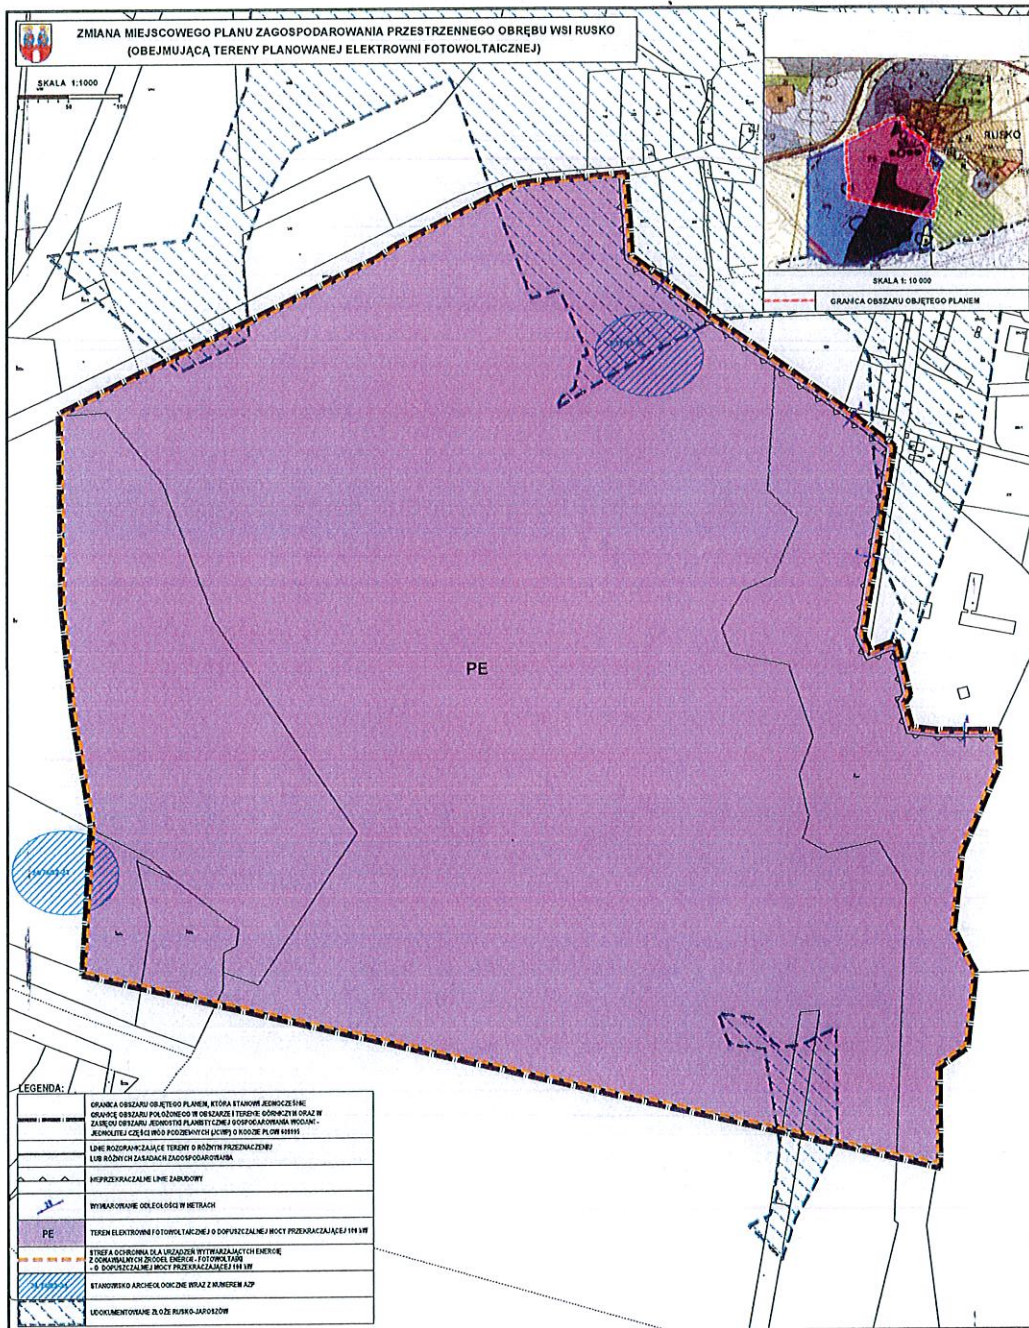 ZMIANA MIEJSCOWEGO PLANU ZAGOSPODAROWANIA PRZESTRZENNEGO OBRĘBU WSI RUSKO
(OBEJMUJĄCĄ TERENY PLANOWANEJ ELEKTROWNI FOTOWOLTAICZNEJ)
SKALA 1:1000
50 100
RUSKO
SKALA 1: 10 000
GRANICA OBSZARU OBJĘTEGO PLANEM
PE
LEGENDA:
GRANICA OBSZARU OBJĘTEGO PLANEM, KTÓRA STANOWI JEDNOCZEŚNIE
GRANICĘ OBSZARU POŁOŻONEGO W OBSZARZE I TERENIE GÓRNICZYM ORAZ W
ZASIĘGU OBSZARU JEDNOSTKI PLANISTYCZNEJ GOSPODAROWANIA WODAMI -
JEDNOLITEJ CZĘŚCI WÓD PODZIEMNYCH (JCWP) O KODZIE
LINIE ROZGRANICZAJĄCE TERENY O RÓŻNYM PRZEZNACZENIU
LUB RÓŻNYCH ZASADACH ZAGOSPODAROWANIA
NIEPRZEKRACZALNE LINIE ZABUDOWY
WYMIAROWANIE ODLEGŁOŚCI W METRACH
PE
TEREN ELEKTROWNI FOTOWOLTAICZNEJ O DOPUSZCZALNEJ MOCY PRZEKRACZAJĄCEJ 100 kW
STREFA OCHRONNA DLA URZĄDZEŃ WYTWARZAJĄCYCH ENERGIĘ
Z ODNAWIALNYCH ŹRÓDEŁ ENERGII - FOTOWOLTAIKI
- O DOPUSZCZALNEJ MOCY PRZEKRACZAJĄCEJ 100 kW
STANOWISKO ARCHEOLOGICZNE WRAZ Z NUMEREM AZP
UDOKUMENTOWANE ZŁOŻE RUSKO-JAROSZÓW